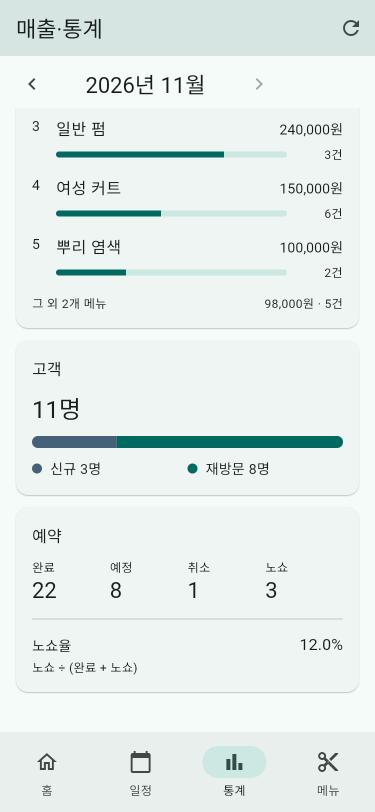 매출·통계
2026년 11월
3 일반 펌 240,000원
3건
4 여성 커트 150,000원
6건
5 뿌리 염색 100,000원
2건
그 외 2개 메뉴 98,000원 · 5건
고객
11명
신규 3명 재방문 8명
예약
완료 예정 취소 노쇼
22 8 1 3
노쇼율 12.0%
노쇼 ÷ (완료 + 노쇼)
홈 일정 통계 메뉴